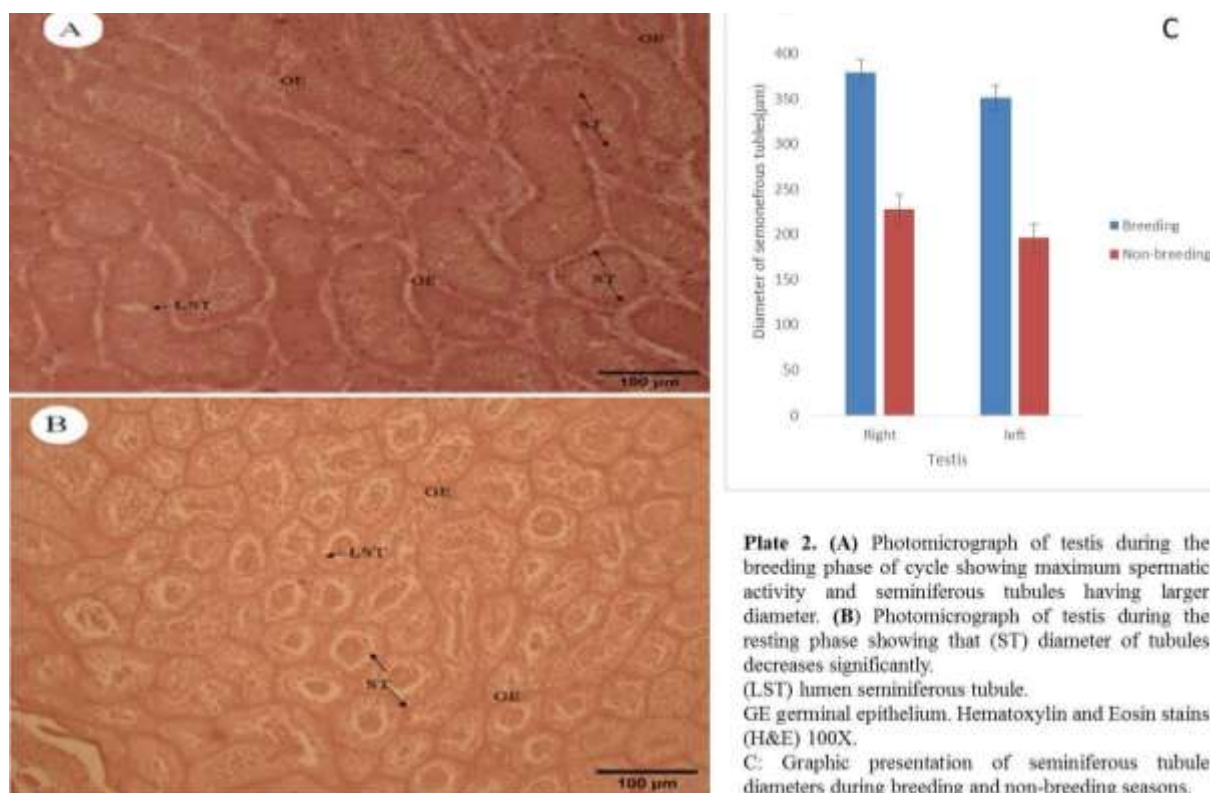 A
GE
GE
ST
GE
ST
LST
100 µm
B
GE
LST
ST
GE
100 µm
C
Diameter of semonefrous tubles(µm)
400
350
300
250
200
150
100
50
0
Right
left
Testis
Breeding
Non-breeding
Plate 2. (A) Photomicrograph of testis during the
breeding phase of cycle showing maximum spermatic
activity and seminiferous tubules having larger
diameter. (B) Photomicrograph of testis during the
resting phase showing that (ST) diameter of tubules
decreases significantly.
(LST) lumen seminiferous tubule.
GE germinal epithelium. Hematoxylin and Eosin stains
(H&E) 100X.
C: Graphic presentation of seminiferous tubule
diameters during breeding and non-breeding seasons.